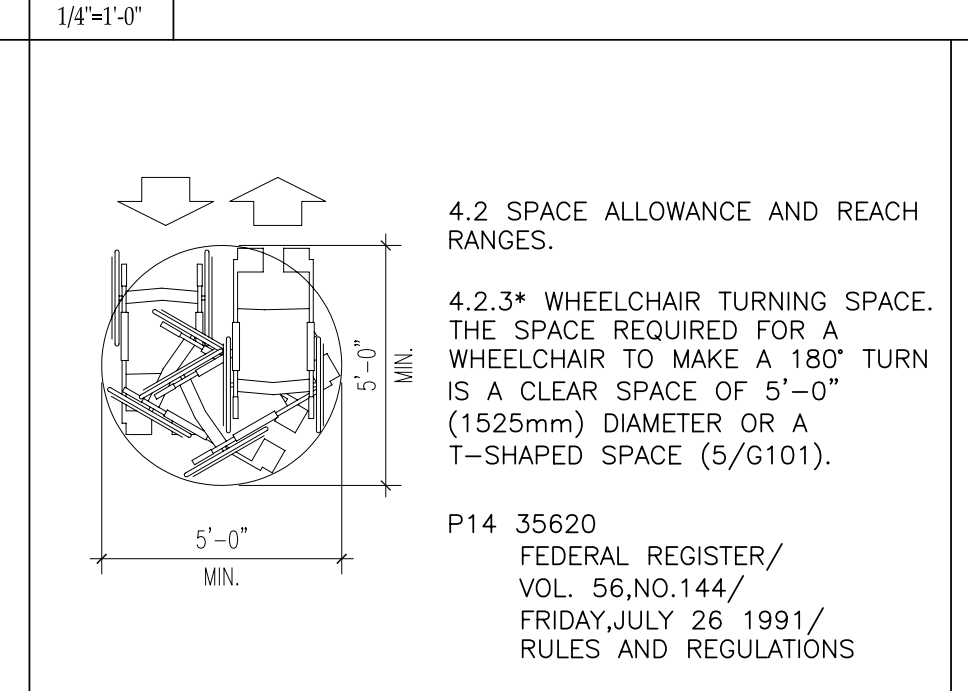 1/4"=1'-0"
4.2 SPACE ALLOWANCE AND REACH
RANGES.
4.2.3* WHEELCHAIR TURNING SPACE.
THE SPACE REQUIRED FOR A
WHEELCHAIR TO MAKE A 180° TURN
IS A CLEAR SPACE OF 5'-0"
(1525mm) DIAMETER OR A
T-SHAPED SPACE (5/G101).
P14 35620
FEDERAL REGISTER/
VOL. 56,NO.144/
FRIDAY,JULY 26 1991/
RULES AND REGULATIONS
5'-0"
MIN.
5'-0"
MIN.